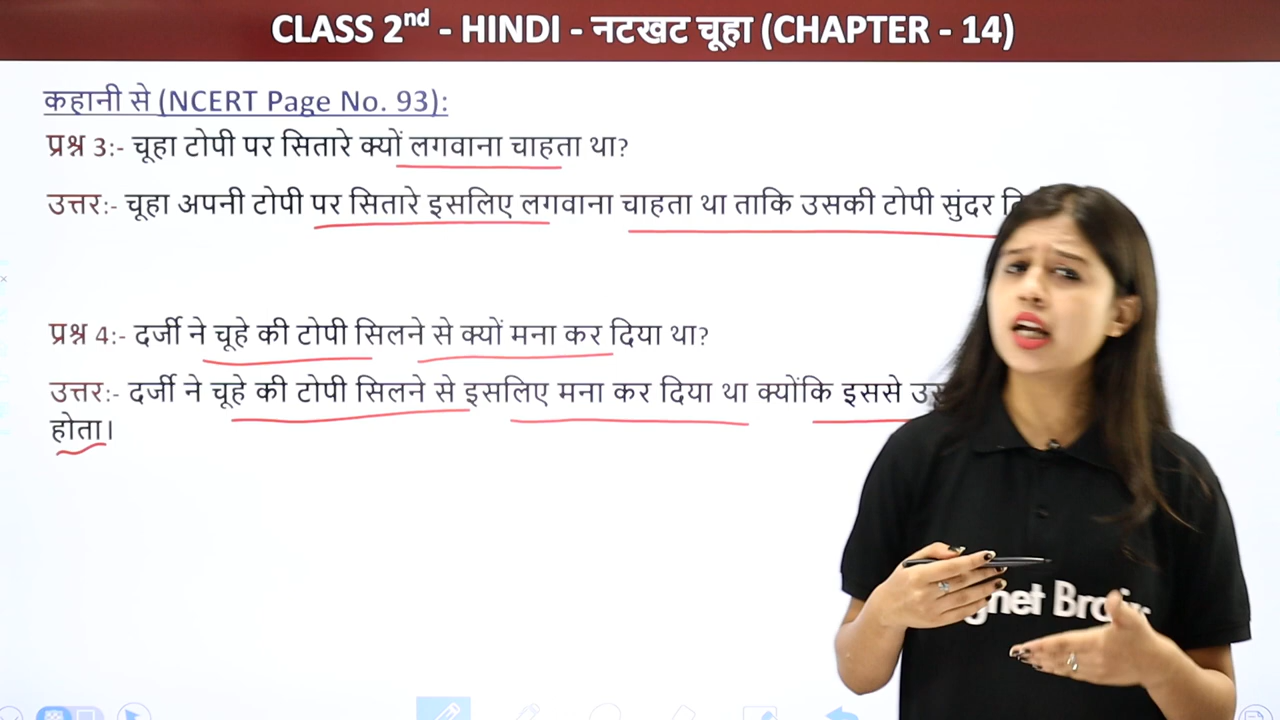 CLASS 2nd - HINDI - नटखट चूहा (CHAPTER - 14)
कहानी से (NCERT Page No. 93):
प्रश्न 3:- चूहा टोपी पर सितारे क्यों लगवाना चाहता था?
उत्तर:- चूहा अपनी टोपी पर सितारे इसलिए लगवाना चाहता था ताकि उसकी टोपी सुंदर
प्रश्न 4:- दर्जी ने चूहे की टोपी सिलने से क्यों मना कर दिया था?
उत्तर:- दर्जी ने चूहे की टोपी सिलने से इसलिए मना कर दिया था क्योंकि इससे
होता।